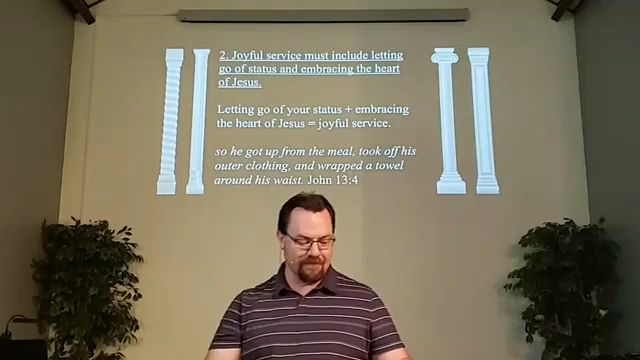 2. Joyful service must include letting
go of status and embracing the heart
of Jesus.
Letting go of your status + embracing
the heart of Jesus = joyful service.
so he got up from the meal, took off his
outer clothing, and wrapped a towel
around his waist. John 13:4